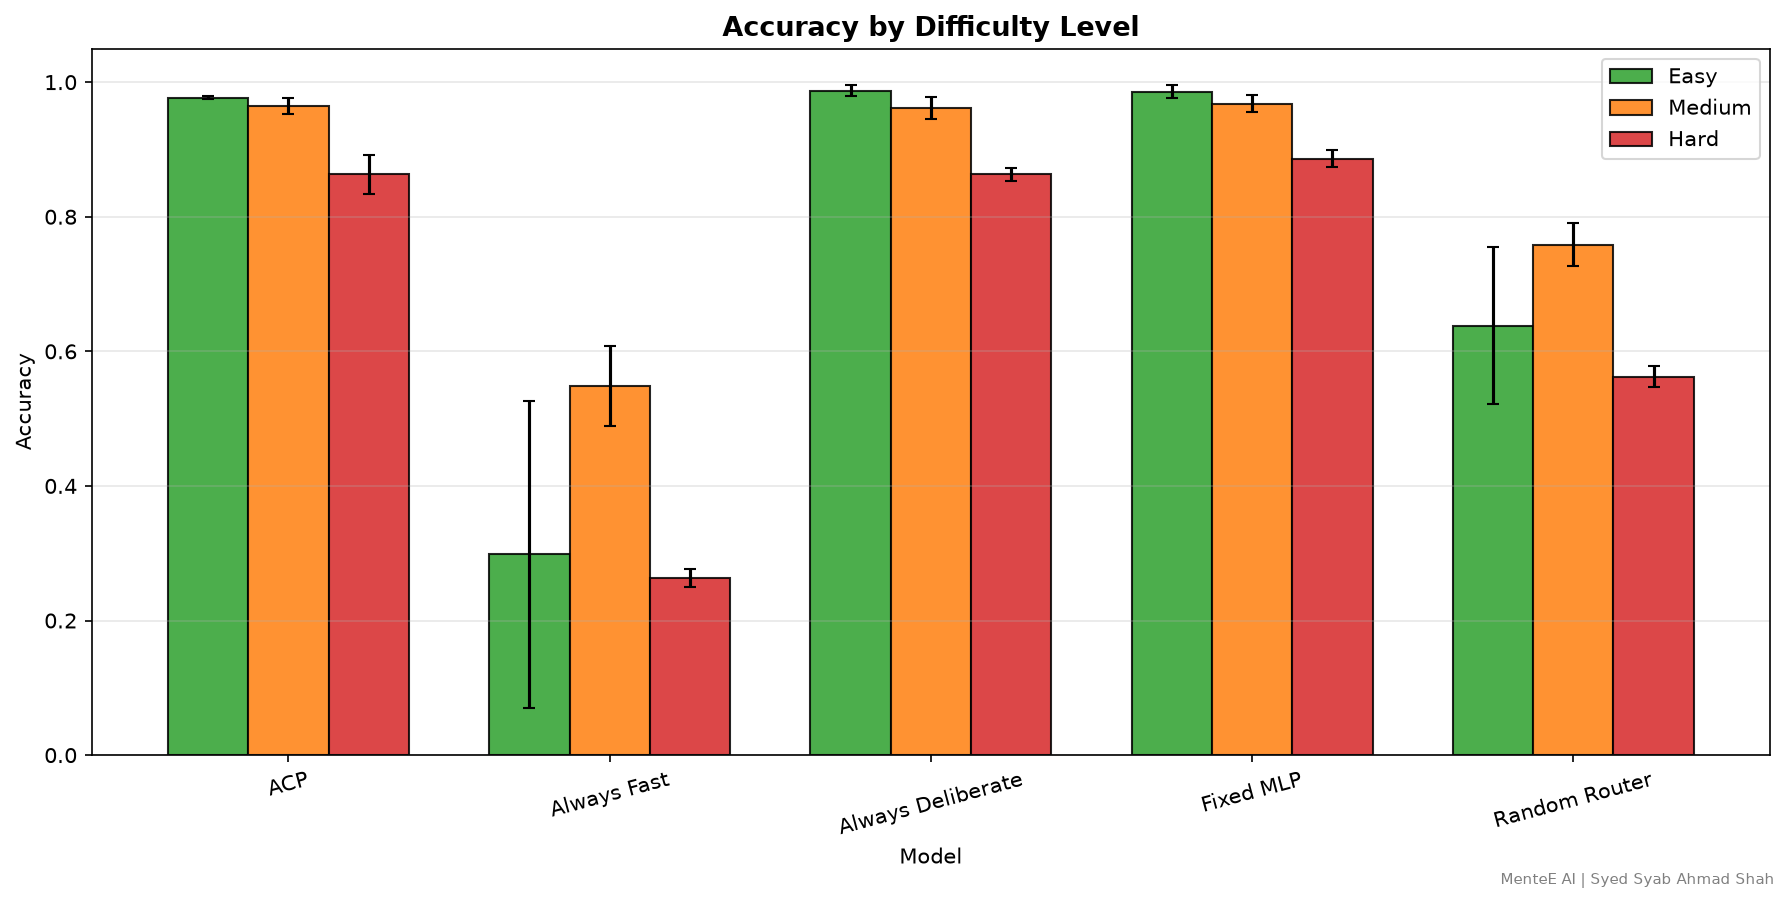 Accuracy by Difficulty Level
Easy
Medium
Hard
Accuracy
1.0
0.8
0.6
0.4
0.2
0.0
ACP
Always Fast
Always Deliberate
Fixed MLP
Random Router
Model
MenteE AI | Syed Syab Ahmad Shah